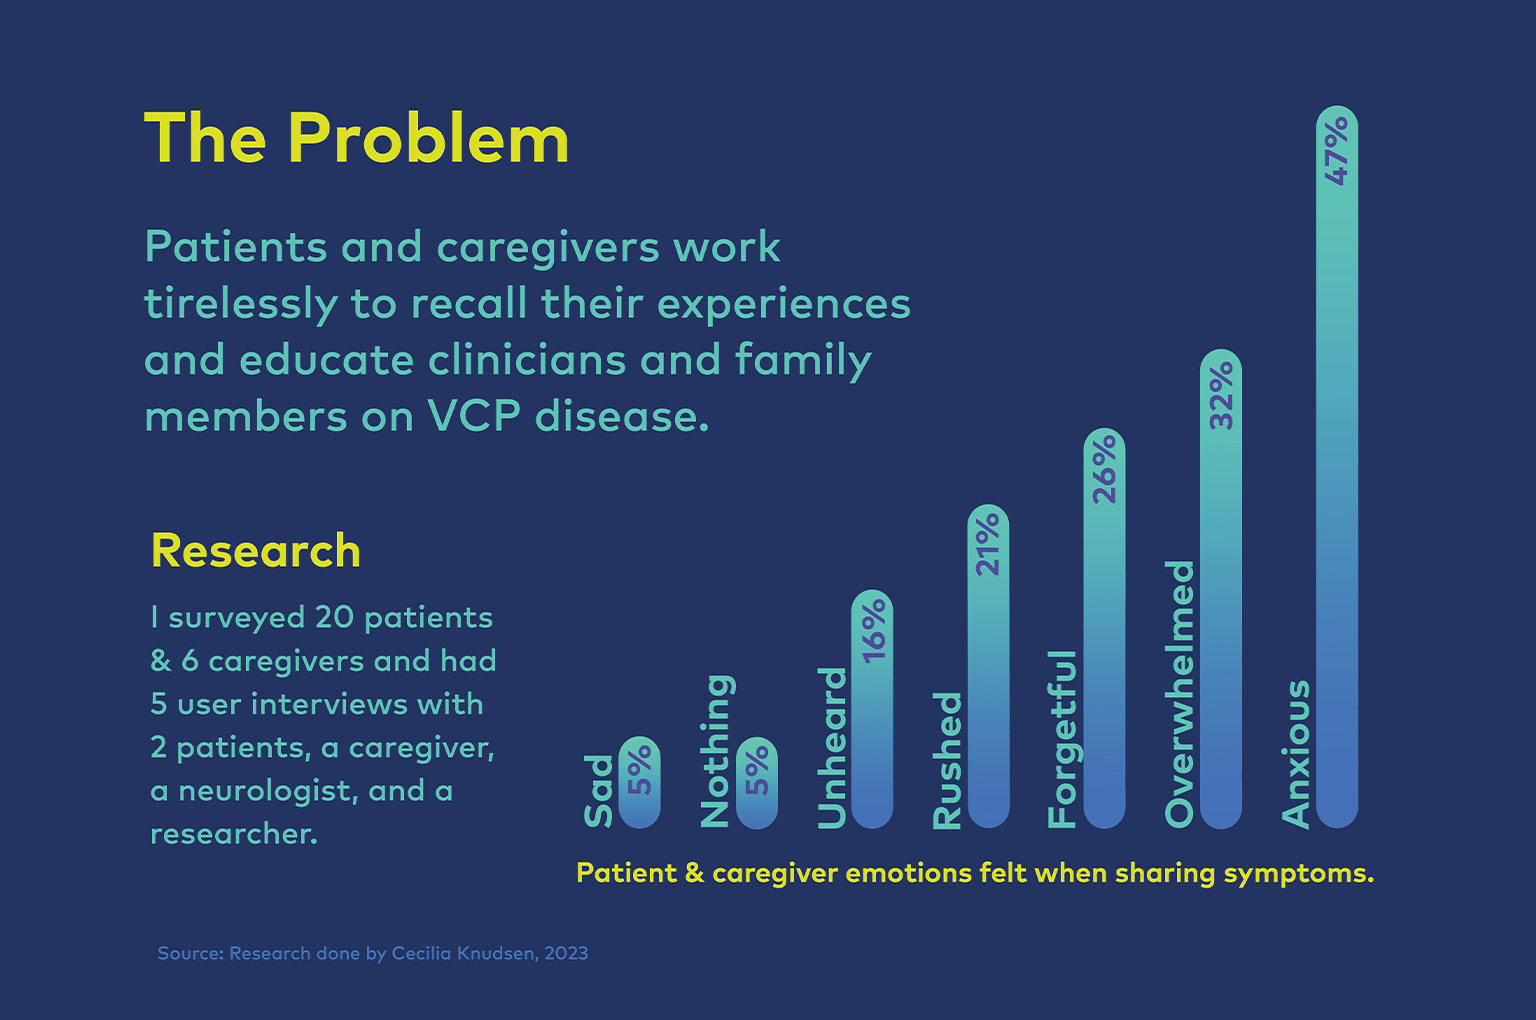 The Problem
Patients and caregivers work
tirelessly to recall their experiences
and educate clinicians and family
members on VCP disease.
Research
I surveyed 20 patients
& 6 caregivers and had
5 user interviews with
2 patients, a caregiver,
a neurologist, and a
researcher.
Sad
5%
Nothing
5%
Unheard
16%
Rushed
21%
Forgetful
26%
Overwhelmed
32%
Anxious
47%
Patient & caregiver emotions felt when sharing symptoms.
Source: Research done by Cecilia Knudsen, 2023